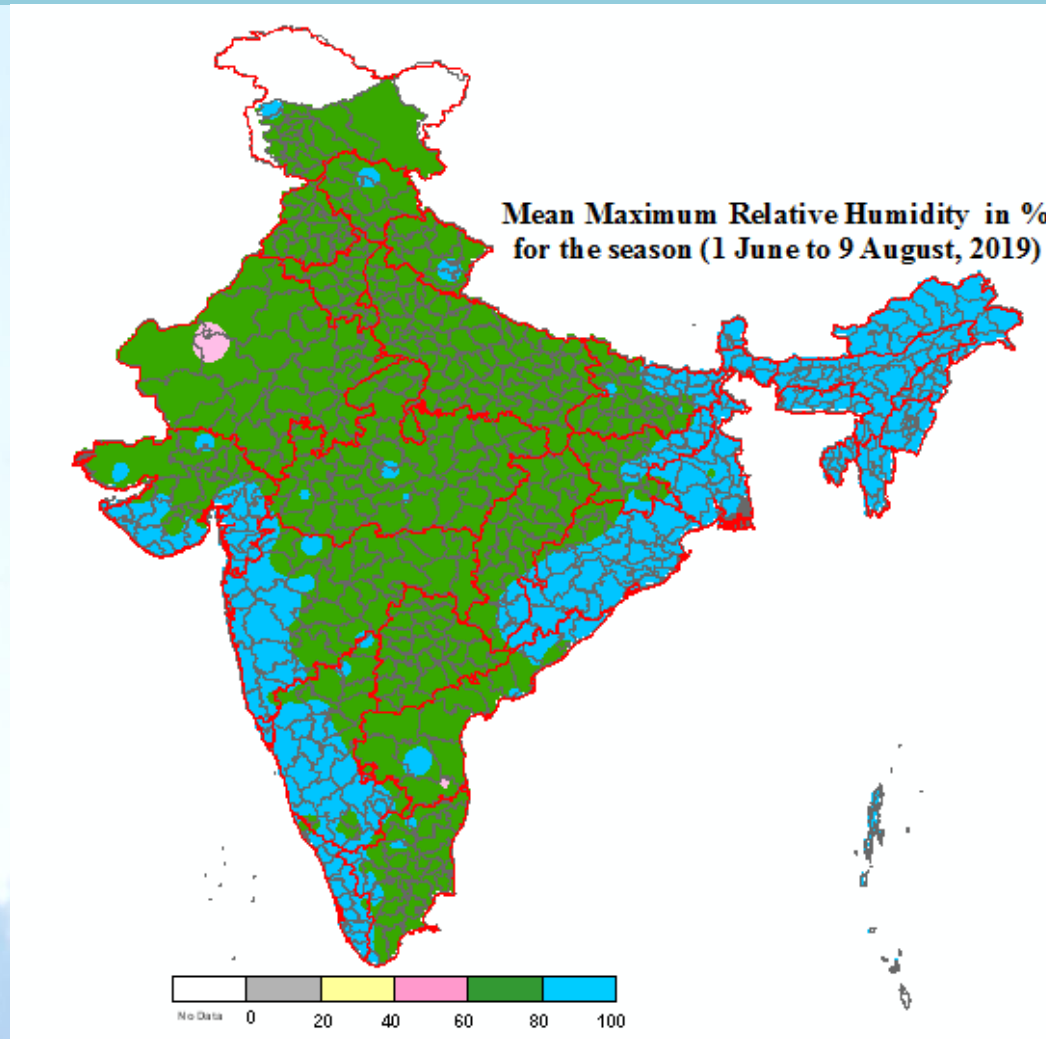 Mean Maximum Relative Humidity in %
for the season (1 June to 9 August, 2019)
No Data 0 20 40 60 80 100